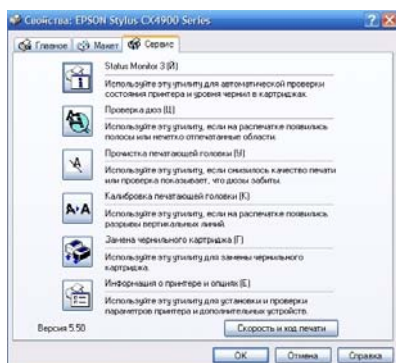 Свойства: EPSON Stylus CX4900 Series
Главное
Макет
Сервис
Status Monitor 3 (Й)
Используйте эту утилиту для автоматической проверки
состояния принтера и уровня чернил в картриджах.
Проверка дюз (Ц)
Используйте эту утилиту, если на распечатке появились
полосы или нечетко отпечатанные области.
Прочистка печатающей головки (У)
Используйте эту утилиту, если снизилось качество печати
или проверка показывает, что дюзы забиты.
Калибровка печатающей головки (К)
Используйте эту утилиту, если на распечатке появились
разрывы вертикальных линий.
Замена чернильного картриджа (Г)
Используйте эту утилиту для замены чернильного
картриджа.
Информация о принтере и опциях (Е)
Используйте эту утилиту для установки и проверки
параметров принтера и дополнительных устройств.
Версия 5.50
Скорость и ход печати
ОК
Отмена
Справка